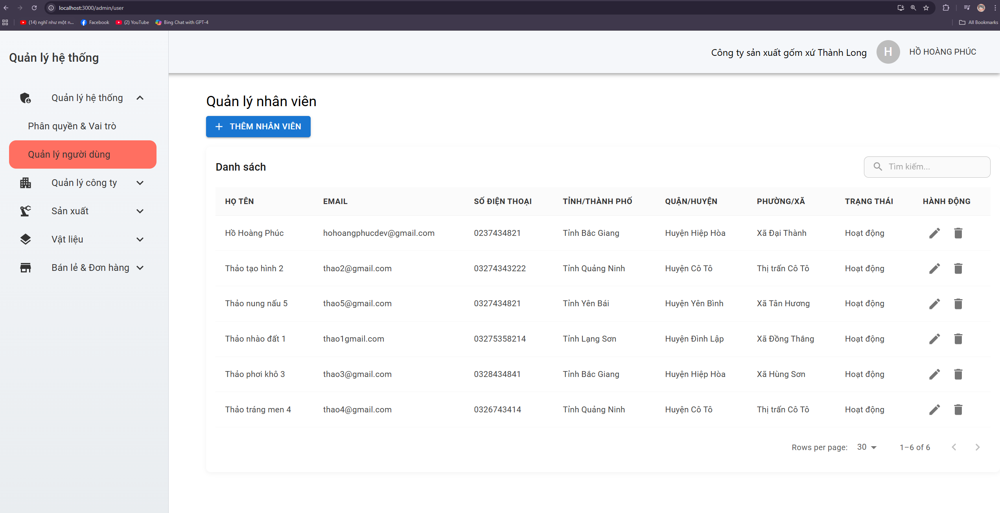 localhost:3000/admin/user
(14) nghĩ như một n... Facebook (2) YouTube Bing Chat with GPT-4 All Bookmarks
Quản lý hệ thống
Công ty sản xuất gốm xứ Thành Long H HỒ HOÀNG PHÚC
Quản lý hệ thống
Phân quyền & Vai trò
Quản lý người dùng
Quản lý công ty
Sản xuất
Vật liệu
Bán lẻ & Đơn hàng
Quản lý nhân viên
THÊM NHÂN VIÊN
Danh sách Tìm kiếm...
HỌ TÊN EMAIL SỐ ĐIỆN THOẠI TỈNH/THÀNH PHỐ QUẬN/HUYỆN PHƯỜNG/XÃ TRẠNG THÁI HÀNH ĐỘNG
Hồ Hoàng Phúc hohoangphucdev@gmail.com 0237434821 Tỉnh Bắc Giang Huyện Hiệp Hòa Xã Đại Thành Hoạt động
Thảo tạo hình 2 thao2@gmail.com 03274343222 Tỉnh Quảng Ninh Huyện Cô Tô Thị trấn Cô Tô Hoạt động
Thảo nung nấu 5 thao5@gmail.com 0327434821 Tỉnh Yên Bái Huyện Yên Bình Xã Tân Hương Hoạt động
Thảo nhào đất 1 thao1gmail.com 03275358214 Tỉnh Lạng Sơn Huyện Đình Lập Xã Đồng Thắng Hoạt động
Thảo phơi khô 3 thao3@gmail.com 0328434841 Tỉnh Bắc Giang Huyện Hiệp Hòa Xã Hùng Sơn Hoạt động
Thảo tráng men 4 thao4@gmail.com 0326743414 Tỉnh Quảng Ninh Huyện Cô Tô Thị trấn Cô Tô Hoạt động
Rows per page: 30 1–6 of 6